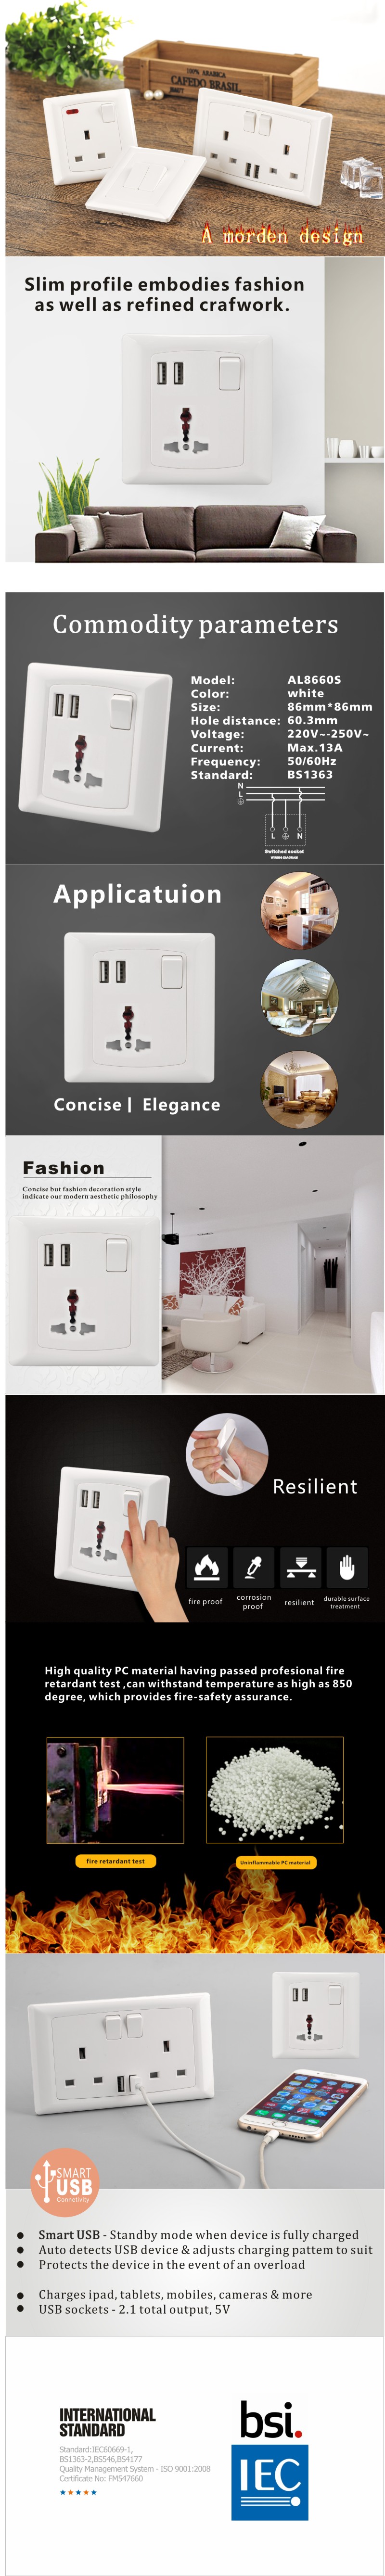 100% ARABICA
CAFEDO BRASIL
A morden design
Slim profile embodies fashion
as well as refined crafwork.
Commodity parameters
Model: AL8660S
Color: white
Size: 86mm*86mm
Hole distance: 60.3mm
Voltage: 220V~-250V~
Current: Max.13A
Frequency: 50/60Hz
Standard: BS1363
N
L
L N
Switched socket
Applicatuion
Concise | Elegance
Fashion
Concise but fashion decoration style
indicate our modern aesthetic philosophy
Resilient
fire proof
corrosion
proof
resilient
durable surface
treatment
High quality PC material having passed profesional fire
retardant test ,can withstand temperature as high as 850
degree, which provides fire-safety assurance.
fire retardant test
Uninflammable PC material
SMART
USB
Connetivity
Smart USB - Standby mode when device is fully charged
Auto detects USB device & adjusts charging pattem to suit
Protects the device in the event of an overload
Charges ipad, tablets, mobiles, cameras & more
USB sockets - 2.1 total output, 5V
INTERNATIONAL
STANDARD
Standard:IEC60669-1,
BS1363-2,BS546,BS4177
Quality Management System - ISO 9001:2008
Certificate No: FM547660
bsi.
IEC